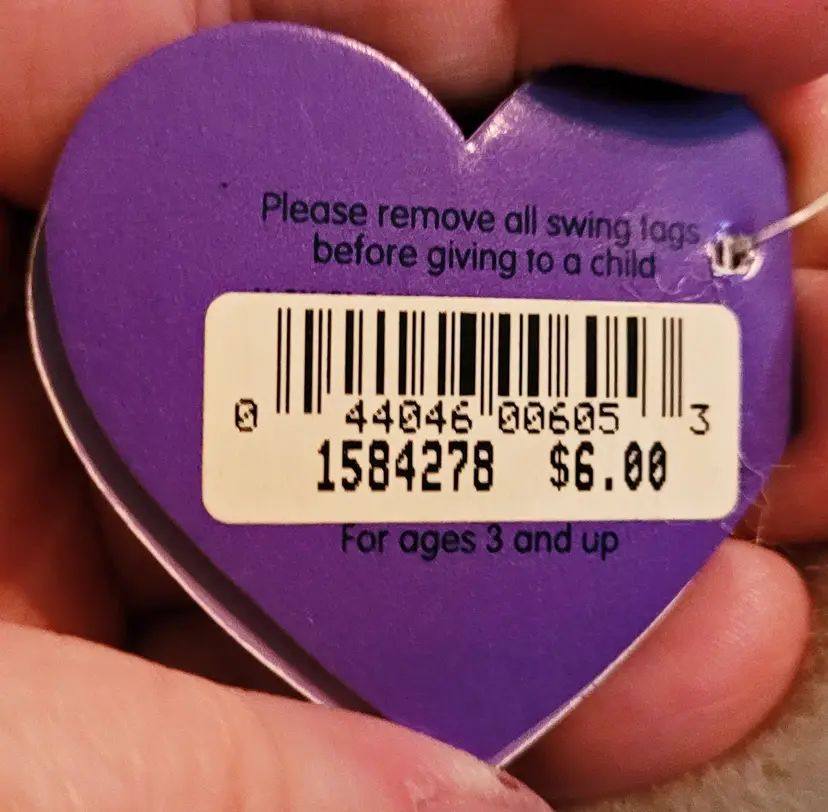 Please remove all swing tags
before giving to a child
0 44046 00605 3
1584278 $6.00
For ages 3 and up